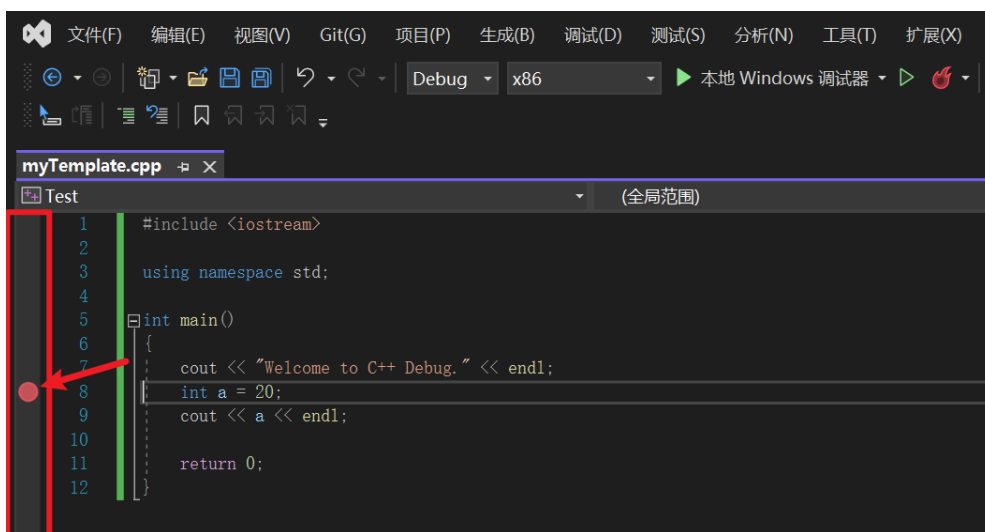 文件(F) 编辑(E) 视图(V) Git(G) 项目(P) 生成(B) 调试(D) 测试(S) 分析(N) 工具(T) 扩展(X)
Debug x86 本地 Windows 调试器
myTemplate.cpp
Test (全局范围)
1 #include <iostream>
2
3 using namespace std;
4
5 int main()
6 {
7 cout << "Welcome to C++ Debug." << endl;
8 int a = 20;
9 cout << a << endl;
10
11 return 0;
12 }